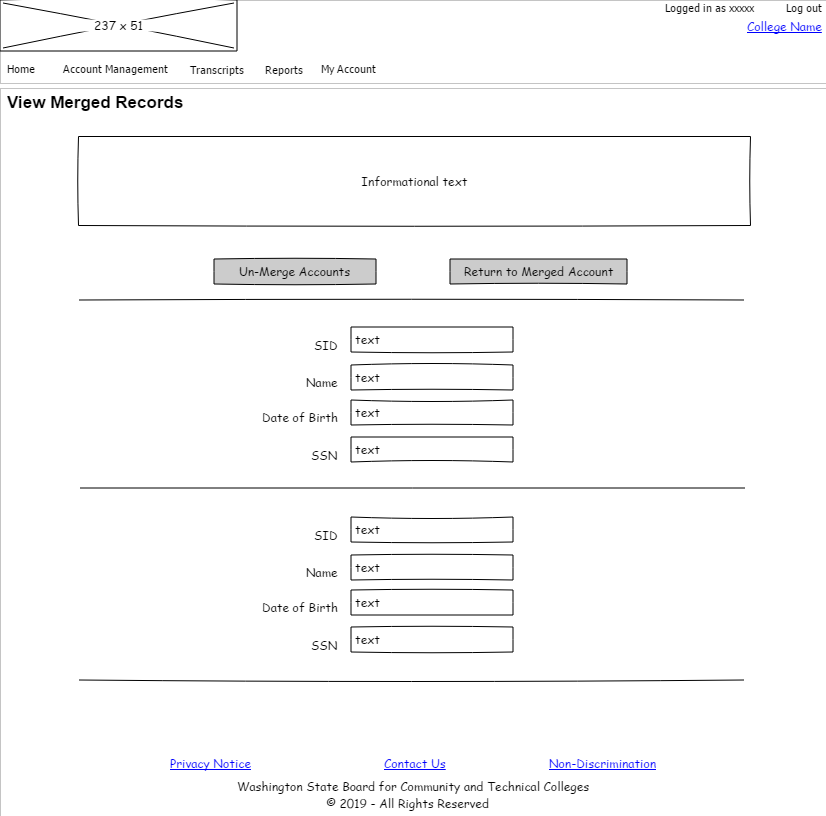 237 x 51
Logged in as xxxxx Log out
College Name
Home Account Management Transcripts Reports My Account
View Merged Records
Informational text
Un-Merge Accounts Return to Merged Account
SID text
Name text
Date of Birth text
SSN text
SID text
Name text
Date of Birth text
SSN text
Privacy Notice Contact Us Non-Discrimination
Washington State Board for Community and Technical Colleges
© 2019 - All Rights Reserved